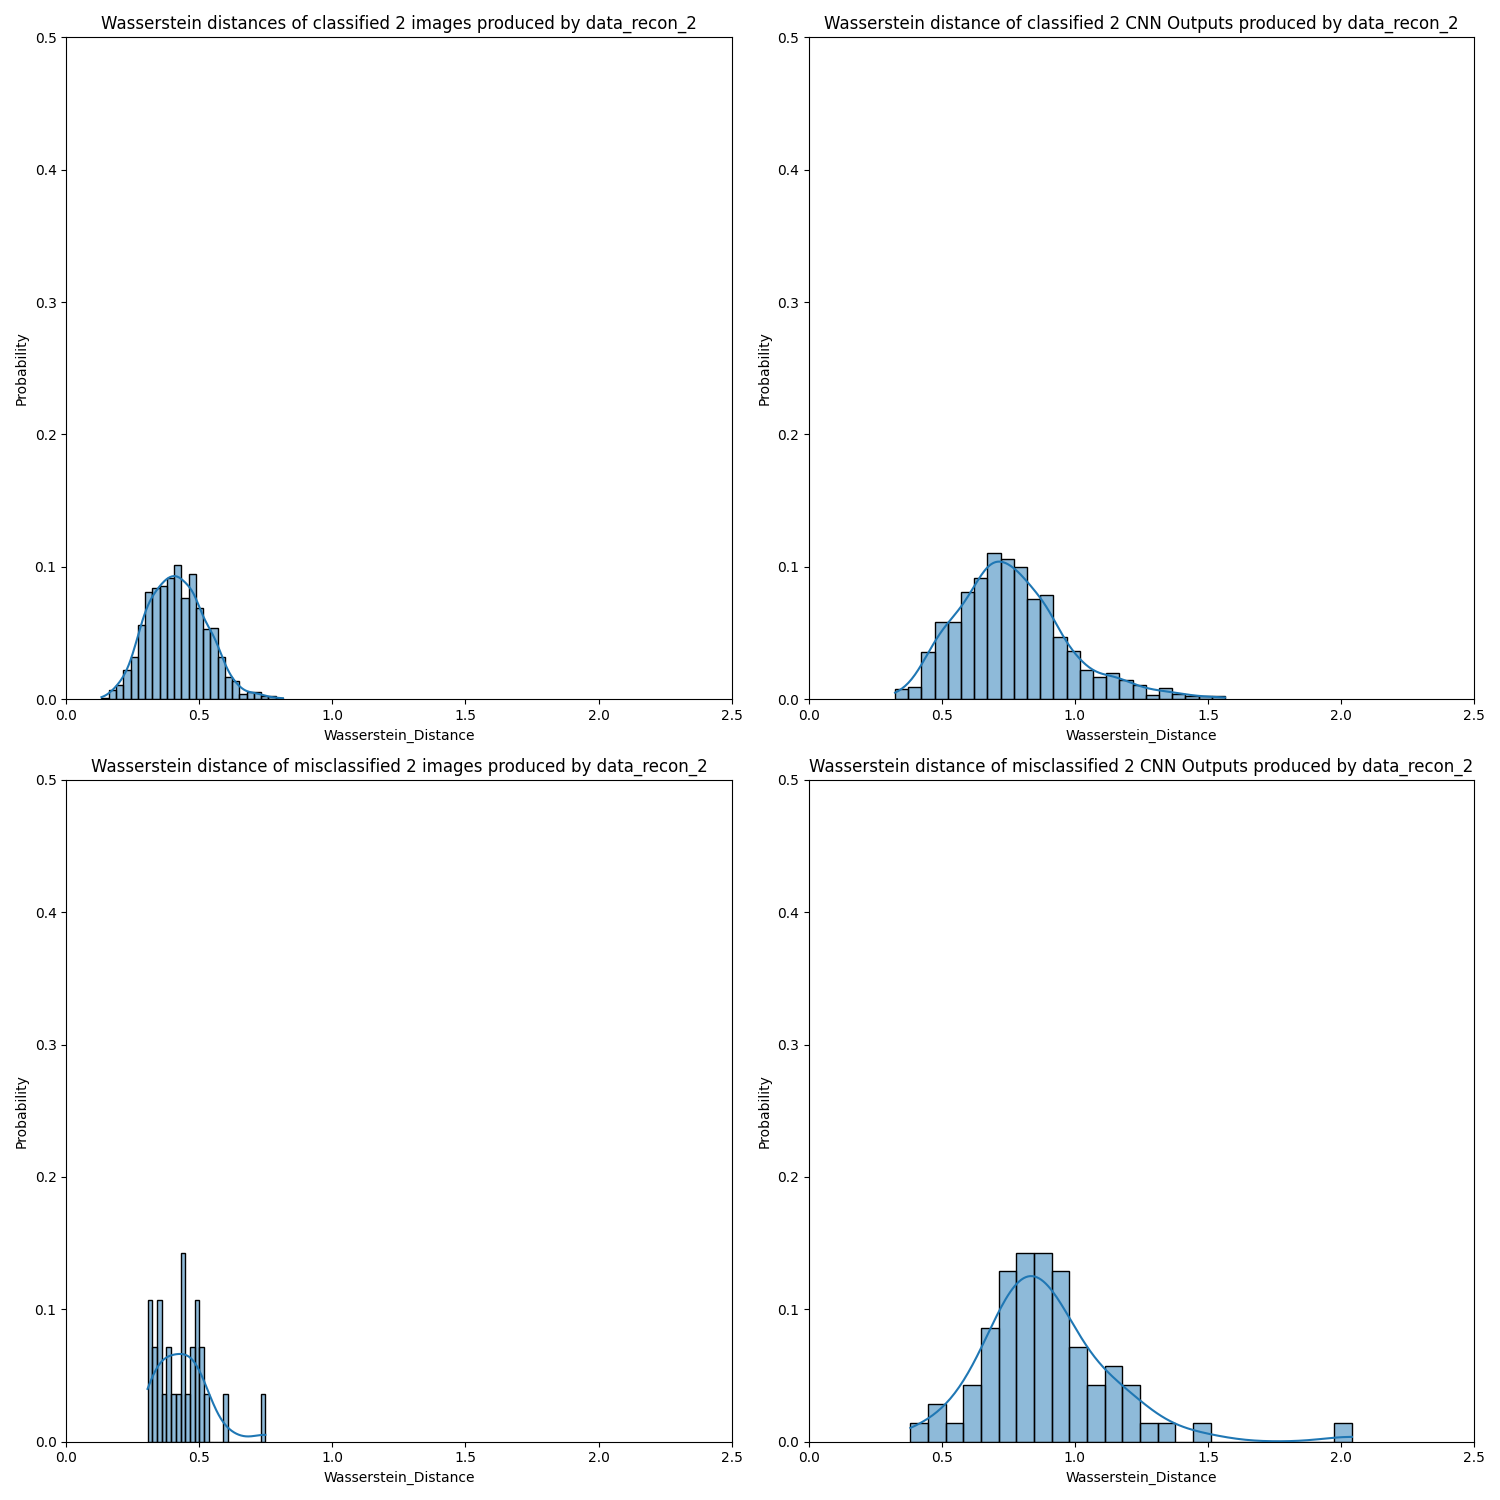 Wasserstein distances of classified 2 images produced by data_recon_2
0.5
0.4
0.3
0.2
0.1
0.0
Probability
0.0 0.5 1.0 1.5 2.0 2.5
Wasserstein_Distance
Wasserstein distance of classified 2 CNN Outputs produced by data_recon_2
0.5
0.4
0.3
0.2
0.1
0.0
Probability
0.0 0.5 1.0 1.5 2.0 2.5
Wasserstein_Distance
Wasserstein distance of misclassified 2 images produced by data_recon_2
0.5
0.4
0.3
0.2
0.1
0.0
Probability
0.0 0.5 1.0 1.5 2.0 2.5
Wasserstein_Distance
Wasserstein distance of misclassified 2 CNN Outputs produced by data_recon_2
0.5
0.4
0.3
0.2
0.1
0.0
Probability
0.0 0.5 1.0 1.5 2.0 2.5
Wasserstein_Distance